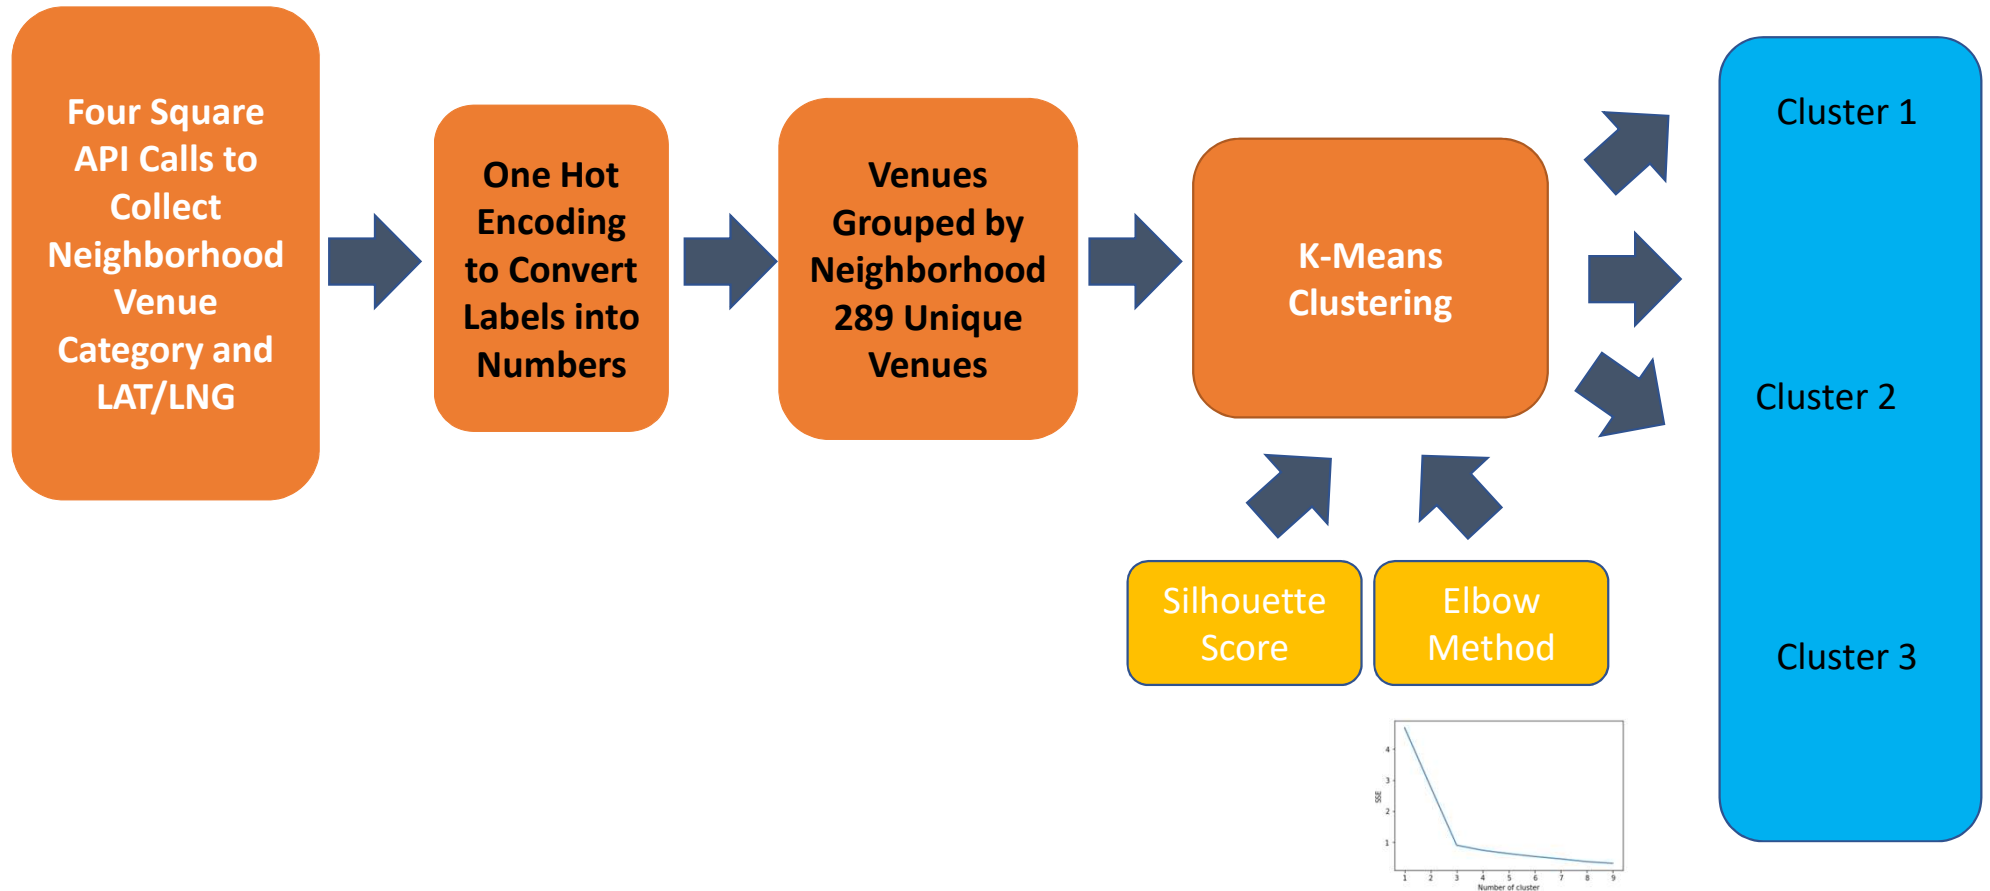 Four Square
API Calls to
Collect
Neighborhood
Venue
Category and
LAT/LNG
One Hot
Encoding
to Convert
Labels into
Numbers
Venues
Grouped by
Neighborhood
289 Unique
Venues
K-Means
Clustering
Silhouette
Score
Elbow
Method
Cluster 1
Cluster 2
Cluster 3
4
3
2
1
SSE
1 2 3 4 5 6 7 8 9
Number of cluster